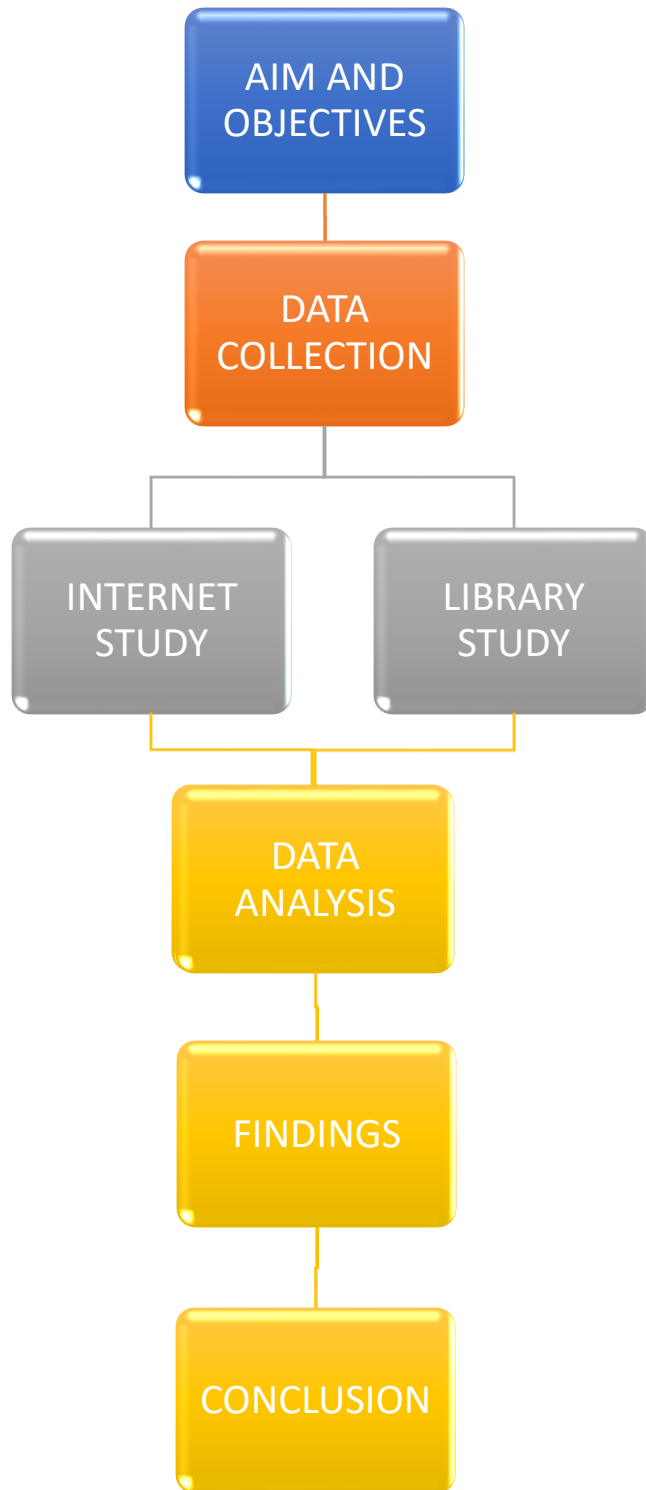 AIM AND
OBJECTIVES
DATA
COLLECTION
INTERNET
STUDY
LIBRARY
STUDY
DATA
ANALYSIS
FINDINGS
CONCLUSION